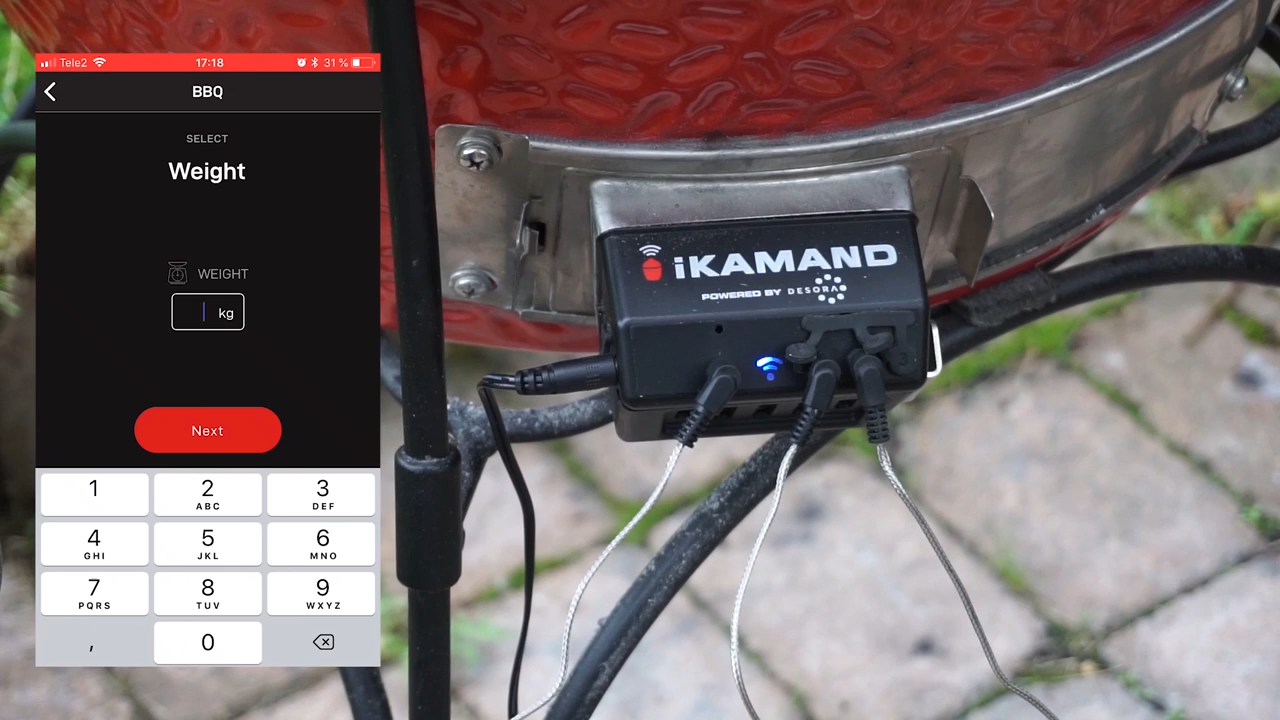 Tele2 17:18 31 %
BBQ
SELECT
Weight
WEIGHT
kg
Next
1
2 ABC
3 DEF
4 GHI
5 JKL
6 MNO
7 PQRS
8 TUV
9 WXYZ
,
0
iKAMAND
POWERED BY DESORA